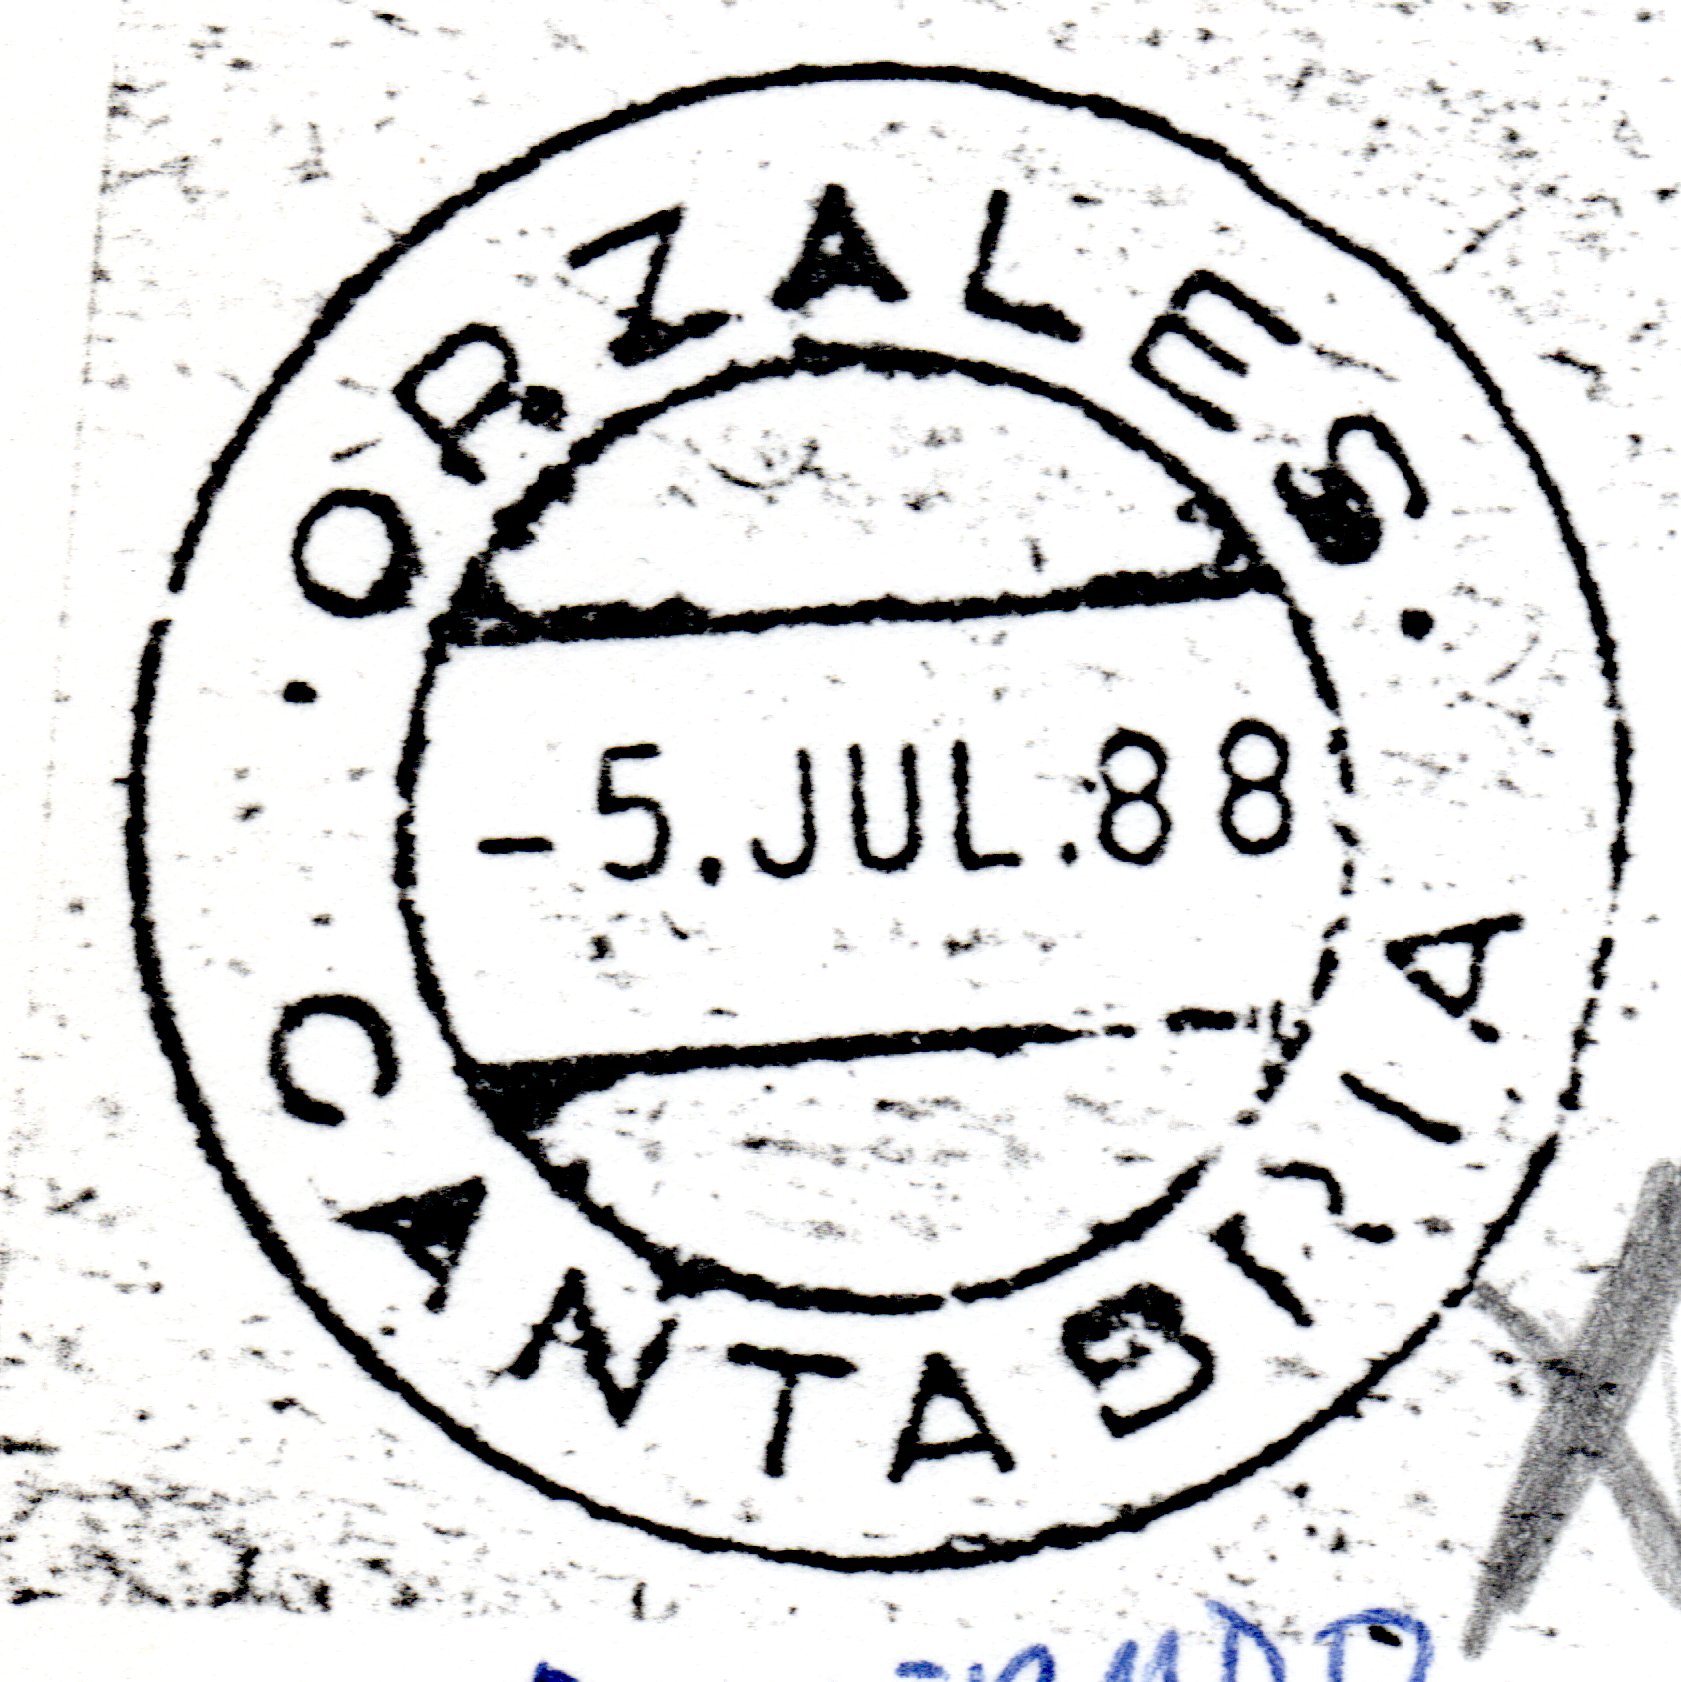 · ORZALES ·
-5.JUL.88
CANTABRIA